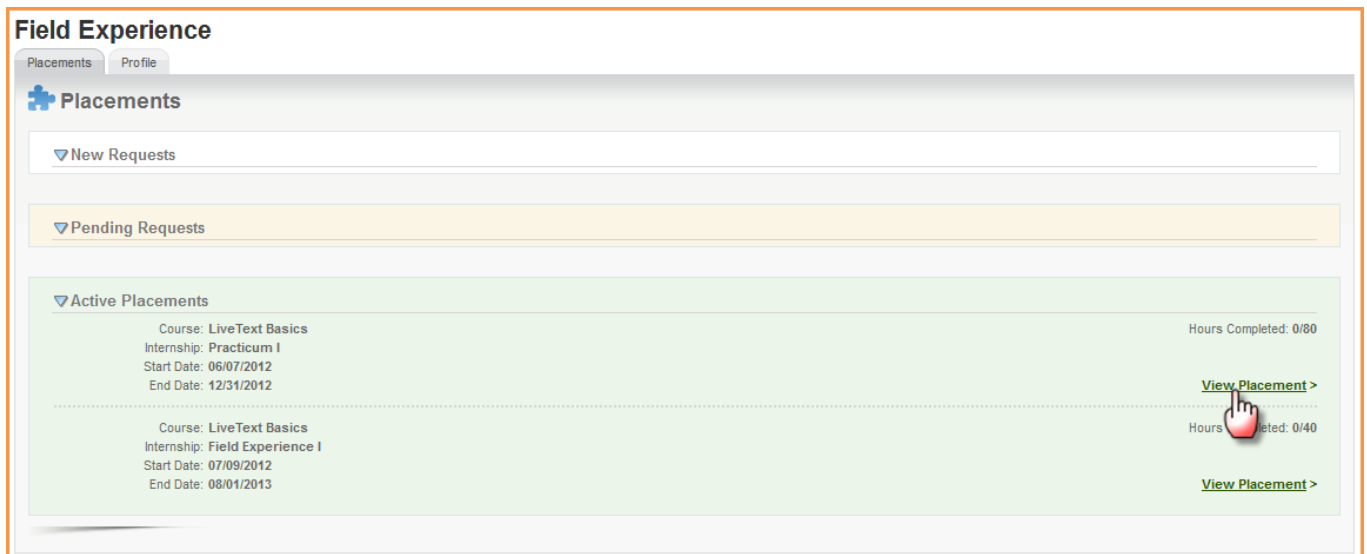 Field Experience
Placements Profile
Placements
New Requests
Pending Requests
Active Placements
Course: LiveText Basics Hours Completed: 0/80
Internship: Practicum I
Start Date: 06/07/2012
End Date: 12/31/2012 View Placement >
Course: LiveText Basics Hours leted: 0/40
Internship: Field Experience I
Start Date: 07/09/2012
End Date: 08/01/2013 View Placement >